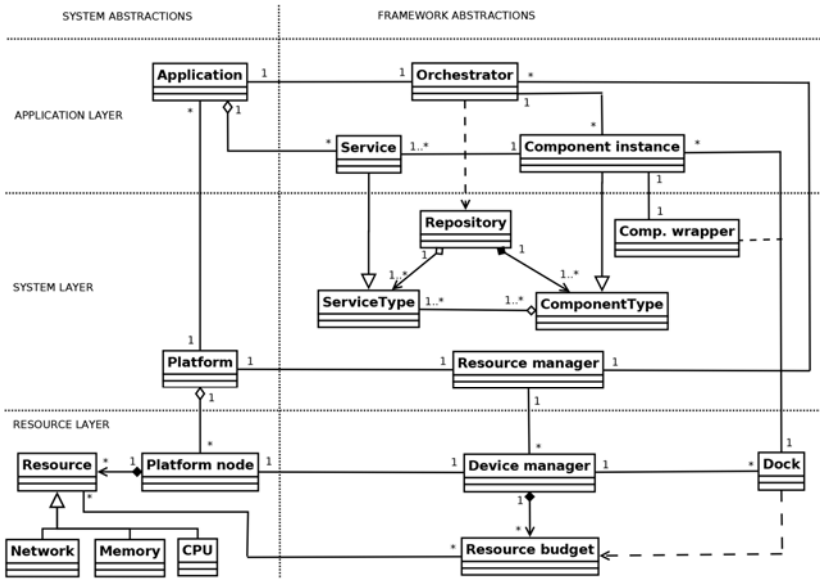 SYSTEM ABSTRACTIONS
FRAMEWORK ABSTRACTIONS
Application
1
1
Orchestrator
*
*
1
1
*
APPLICATION LAYER
*
Service
1..*
1
Component instance
*
1
1
Repository
Comp. wrapper
1
1
1..*
1..*
SYSTEM LAYER
ServiceType
1..*
1..*
ComponentType
1
Platform
1
1
Resource manager
1
1
1
RESOURCE LAYER
*
*
1
Resource
*
1
Platform node
1
1
Device manager
1
*
Dock
*
1
*
Network
Memory
CPU
*
Resource budget